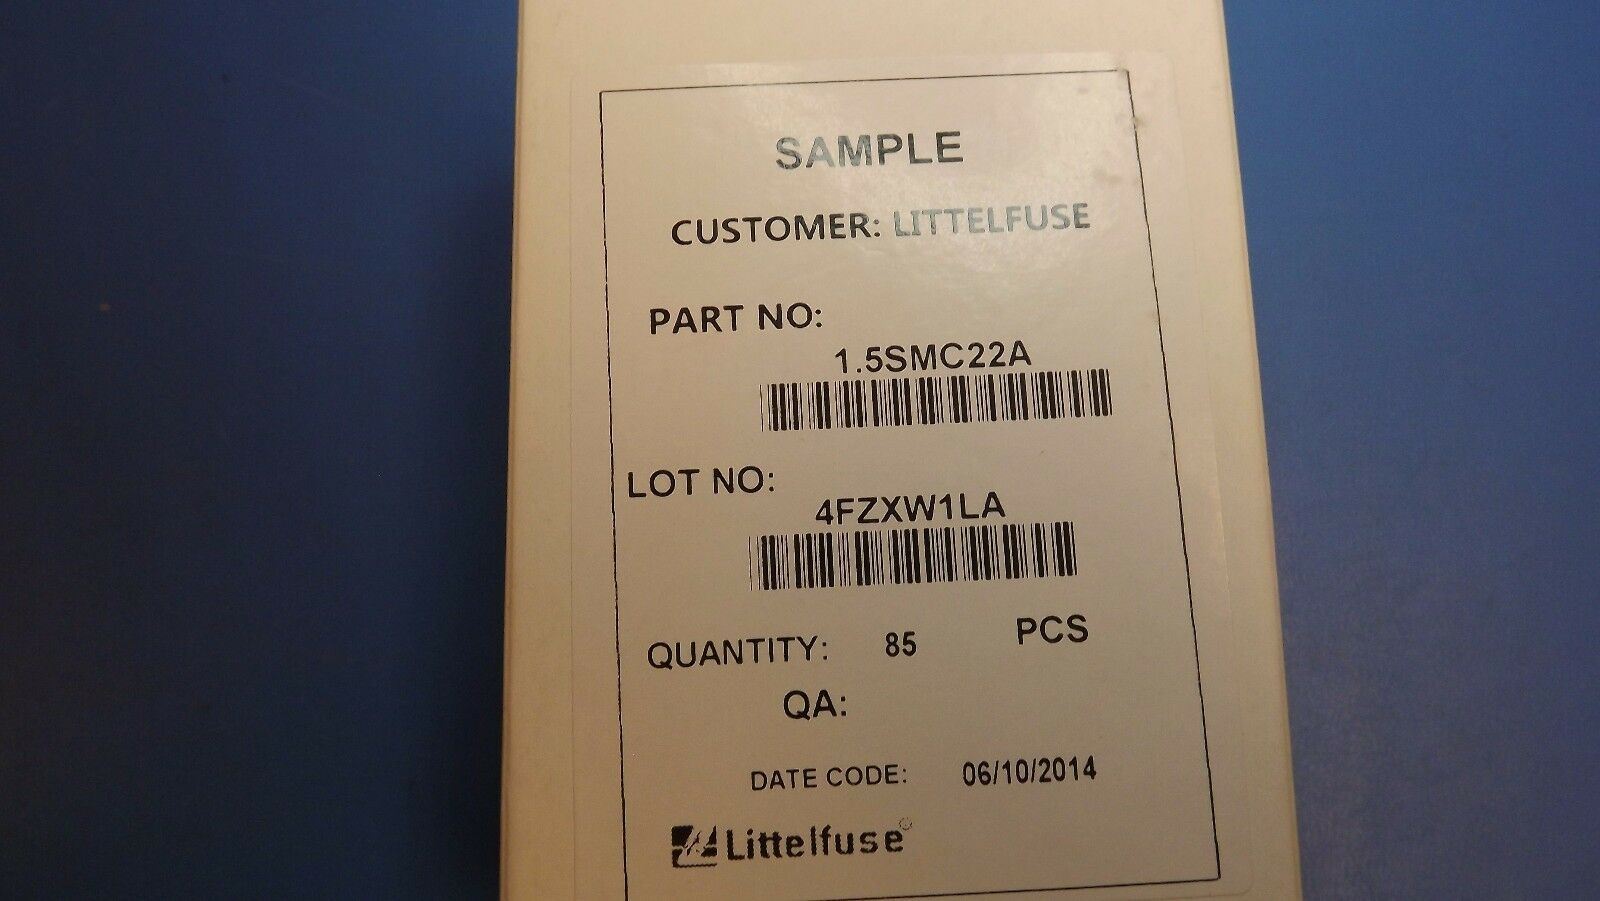 SAMPLE
CUSTOMER: LITTELFUSE
PART NO:
1.5SMC22A
LOT NO:
4FZXW1LA
QUANTITY: 85 PCS
QA:
DATE CODE: 06/10/2014
Littelfuse®